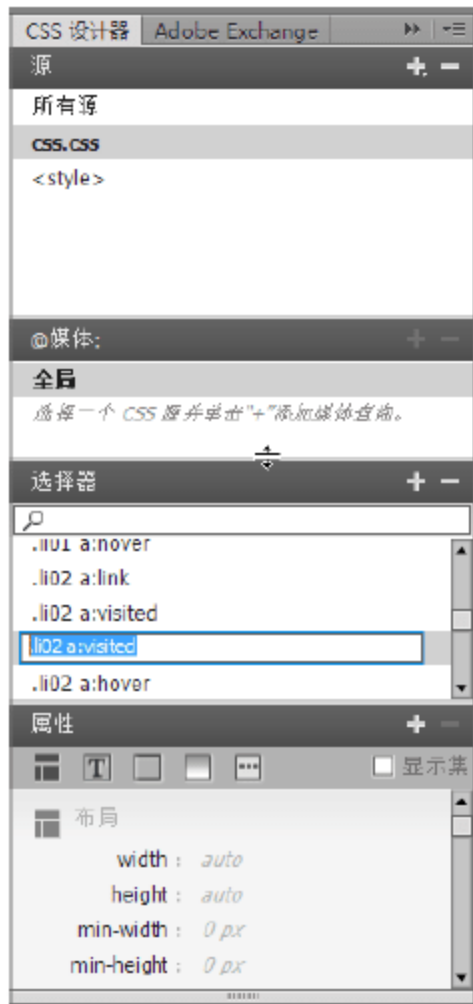 CSS 设计器 Adobe Exchange
源
所有源
css.css
<style>
@媒体:
全局
选择一个 CSS 源并单击"+"添加媒体查询。
选择器
.li01 a:hover
.li02 a:link
.li02 a:visited
.li02 a:visited
.li02 a:hover
属性
显示集
布局
width : auto
height : auto
min-width : 0 px
min-height : 0 px